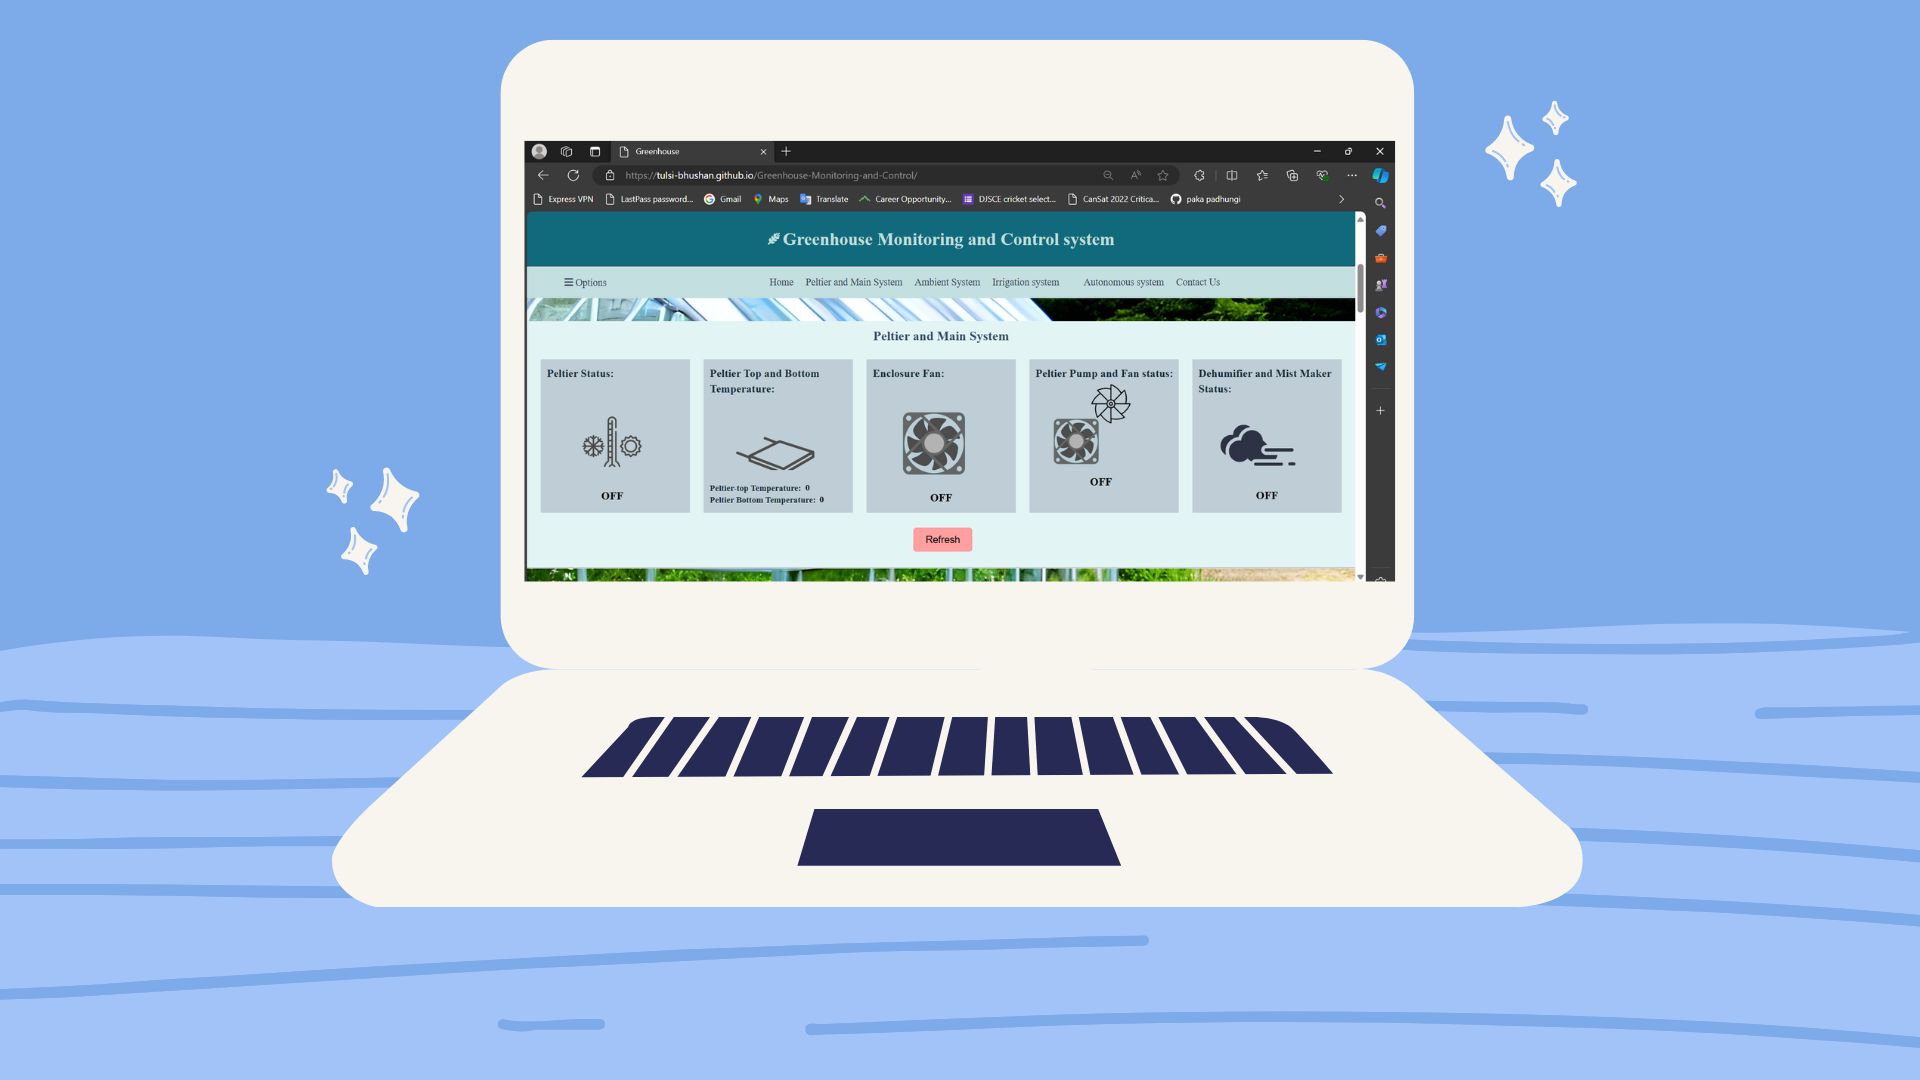 Greenhouse
https://tulsi-bhushan.github.io/Greenhouse-Monitoring-and-Control/
Express VPN LastPass password... Gmail Maps Translate Career Opportunity... DJSCE cricket select... CanSat 2022 Critica... paka padhungi
Greenhouse Monitoring and Control system
Options Home Peltier and Main System Ambient System Irrigation system Autonomous system Contact Us
Peltier and Main System
Peltier Status:
OFF
Peltier Top and Bottom
Temperature:
Peltier-top Temperature: 0
Peltier Bottom Temperature: 0
Enclosure Fan:
OFF
Peltier Pump and Fan status:
OFF
Dehumifier and Mist Maker
Status:
OFF
Refresh